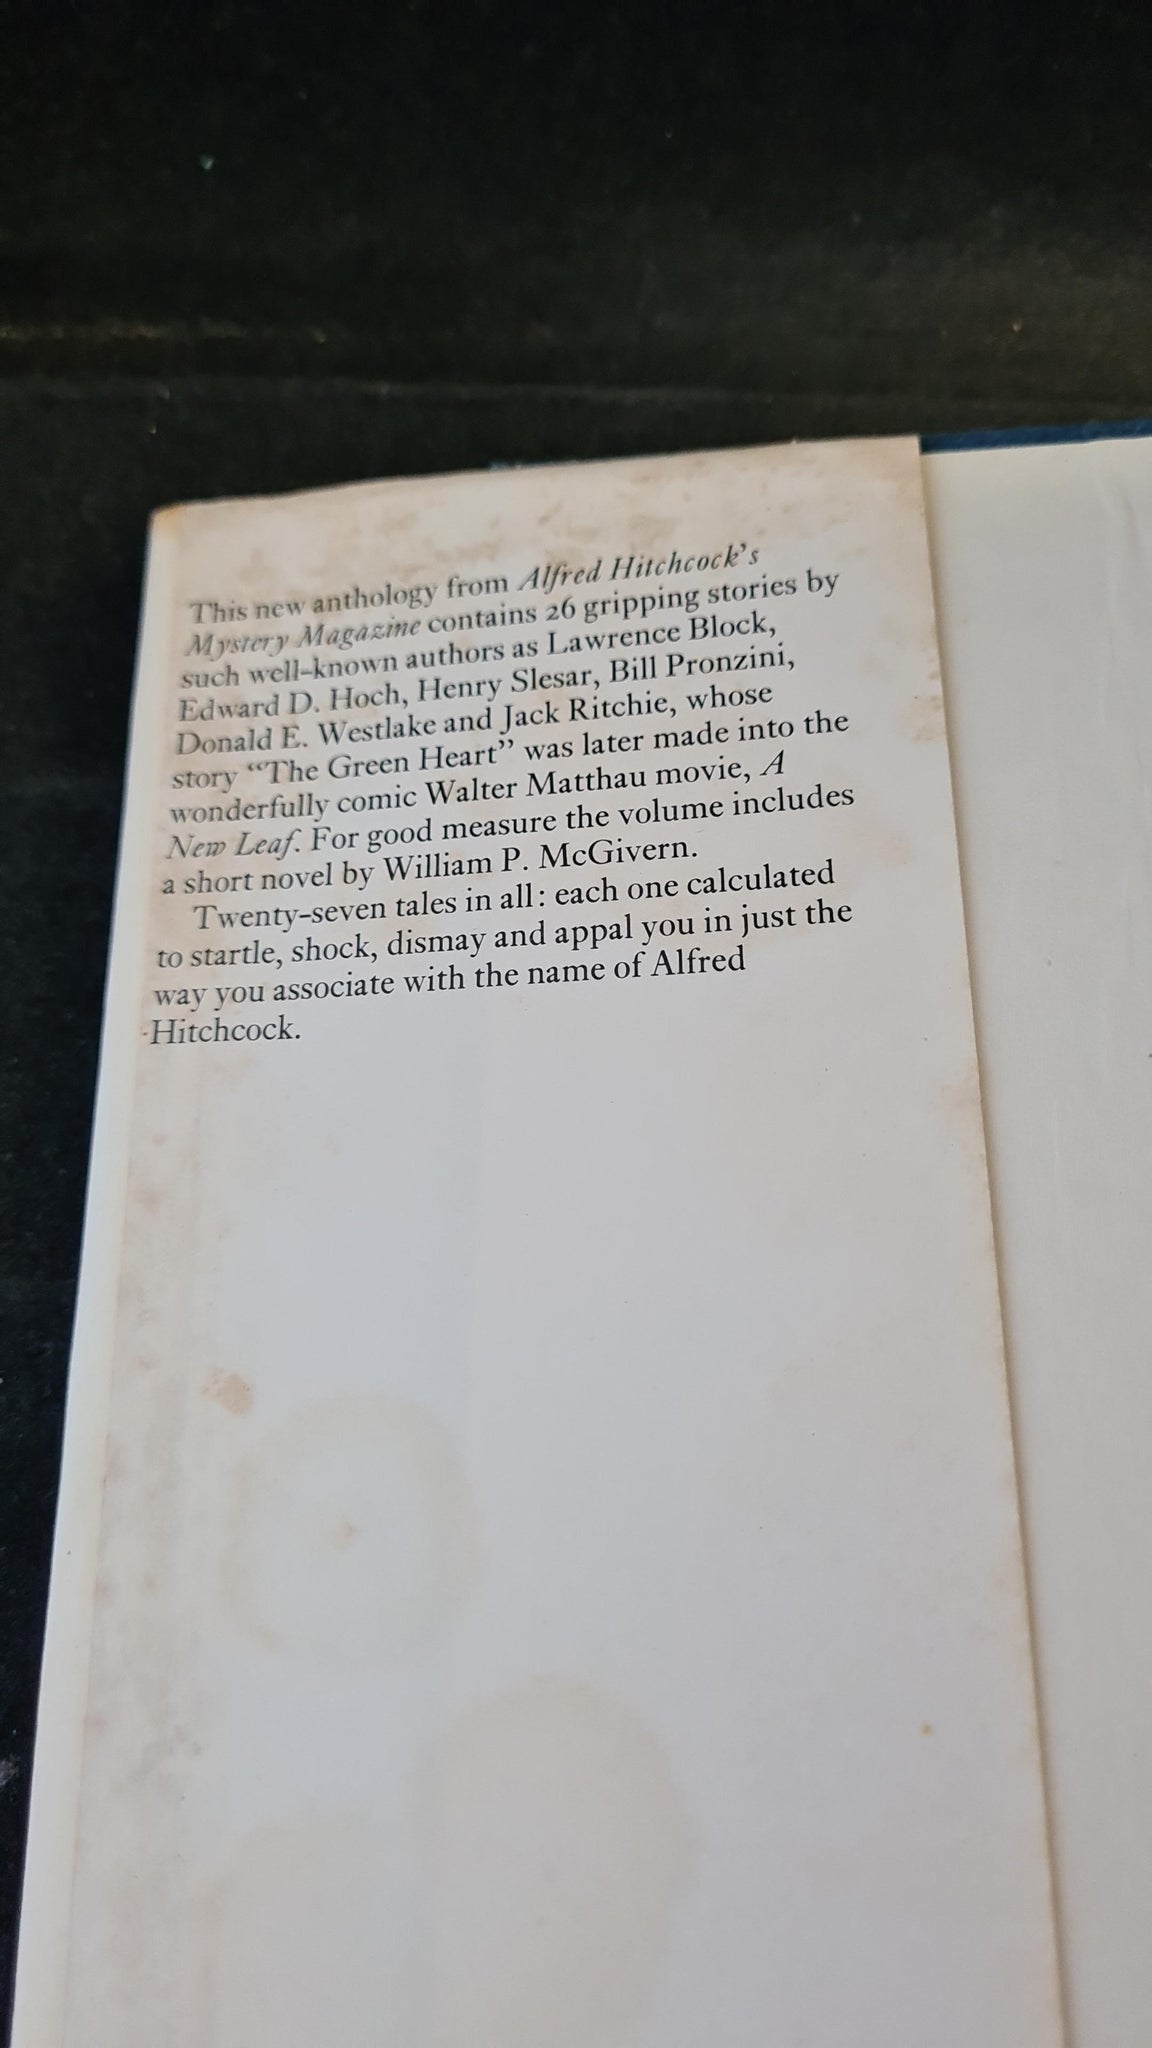 This new anthology from Alfred Hitchcock's
Mystery Magazine contains 26 gripping stories by
such well-known authors as Lawrence Block,
Edward D. Hoch, Henry Slesar, Bill Pronzini,
Donald E. Westlake and Jack Ritchie, whose
story “The Green Heart” was later made into the
wonderfully comic Walter Matthau movie, A
New Leaf. For good measure the volume includes
a short novel by William P. McGivern.
Twenty-seven tales in all: each one calculated
to startle, shock, dismay and appal you in just the
way you associate with the name of Alfred
Hitchcock.